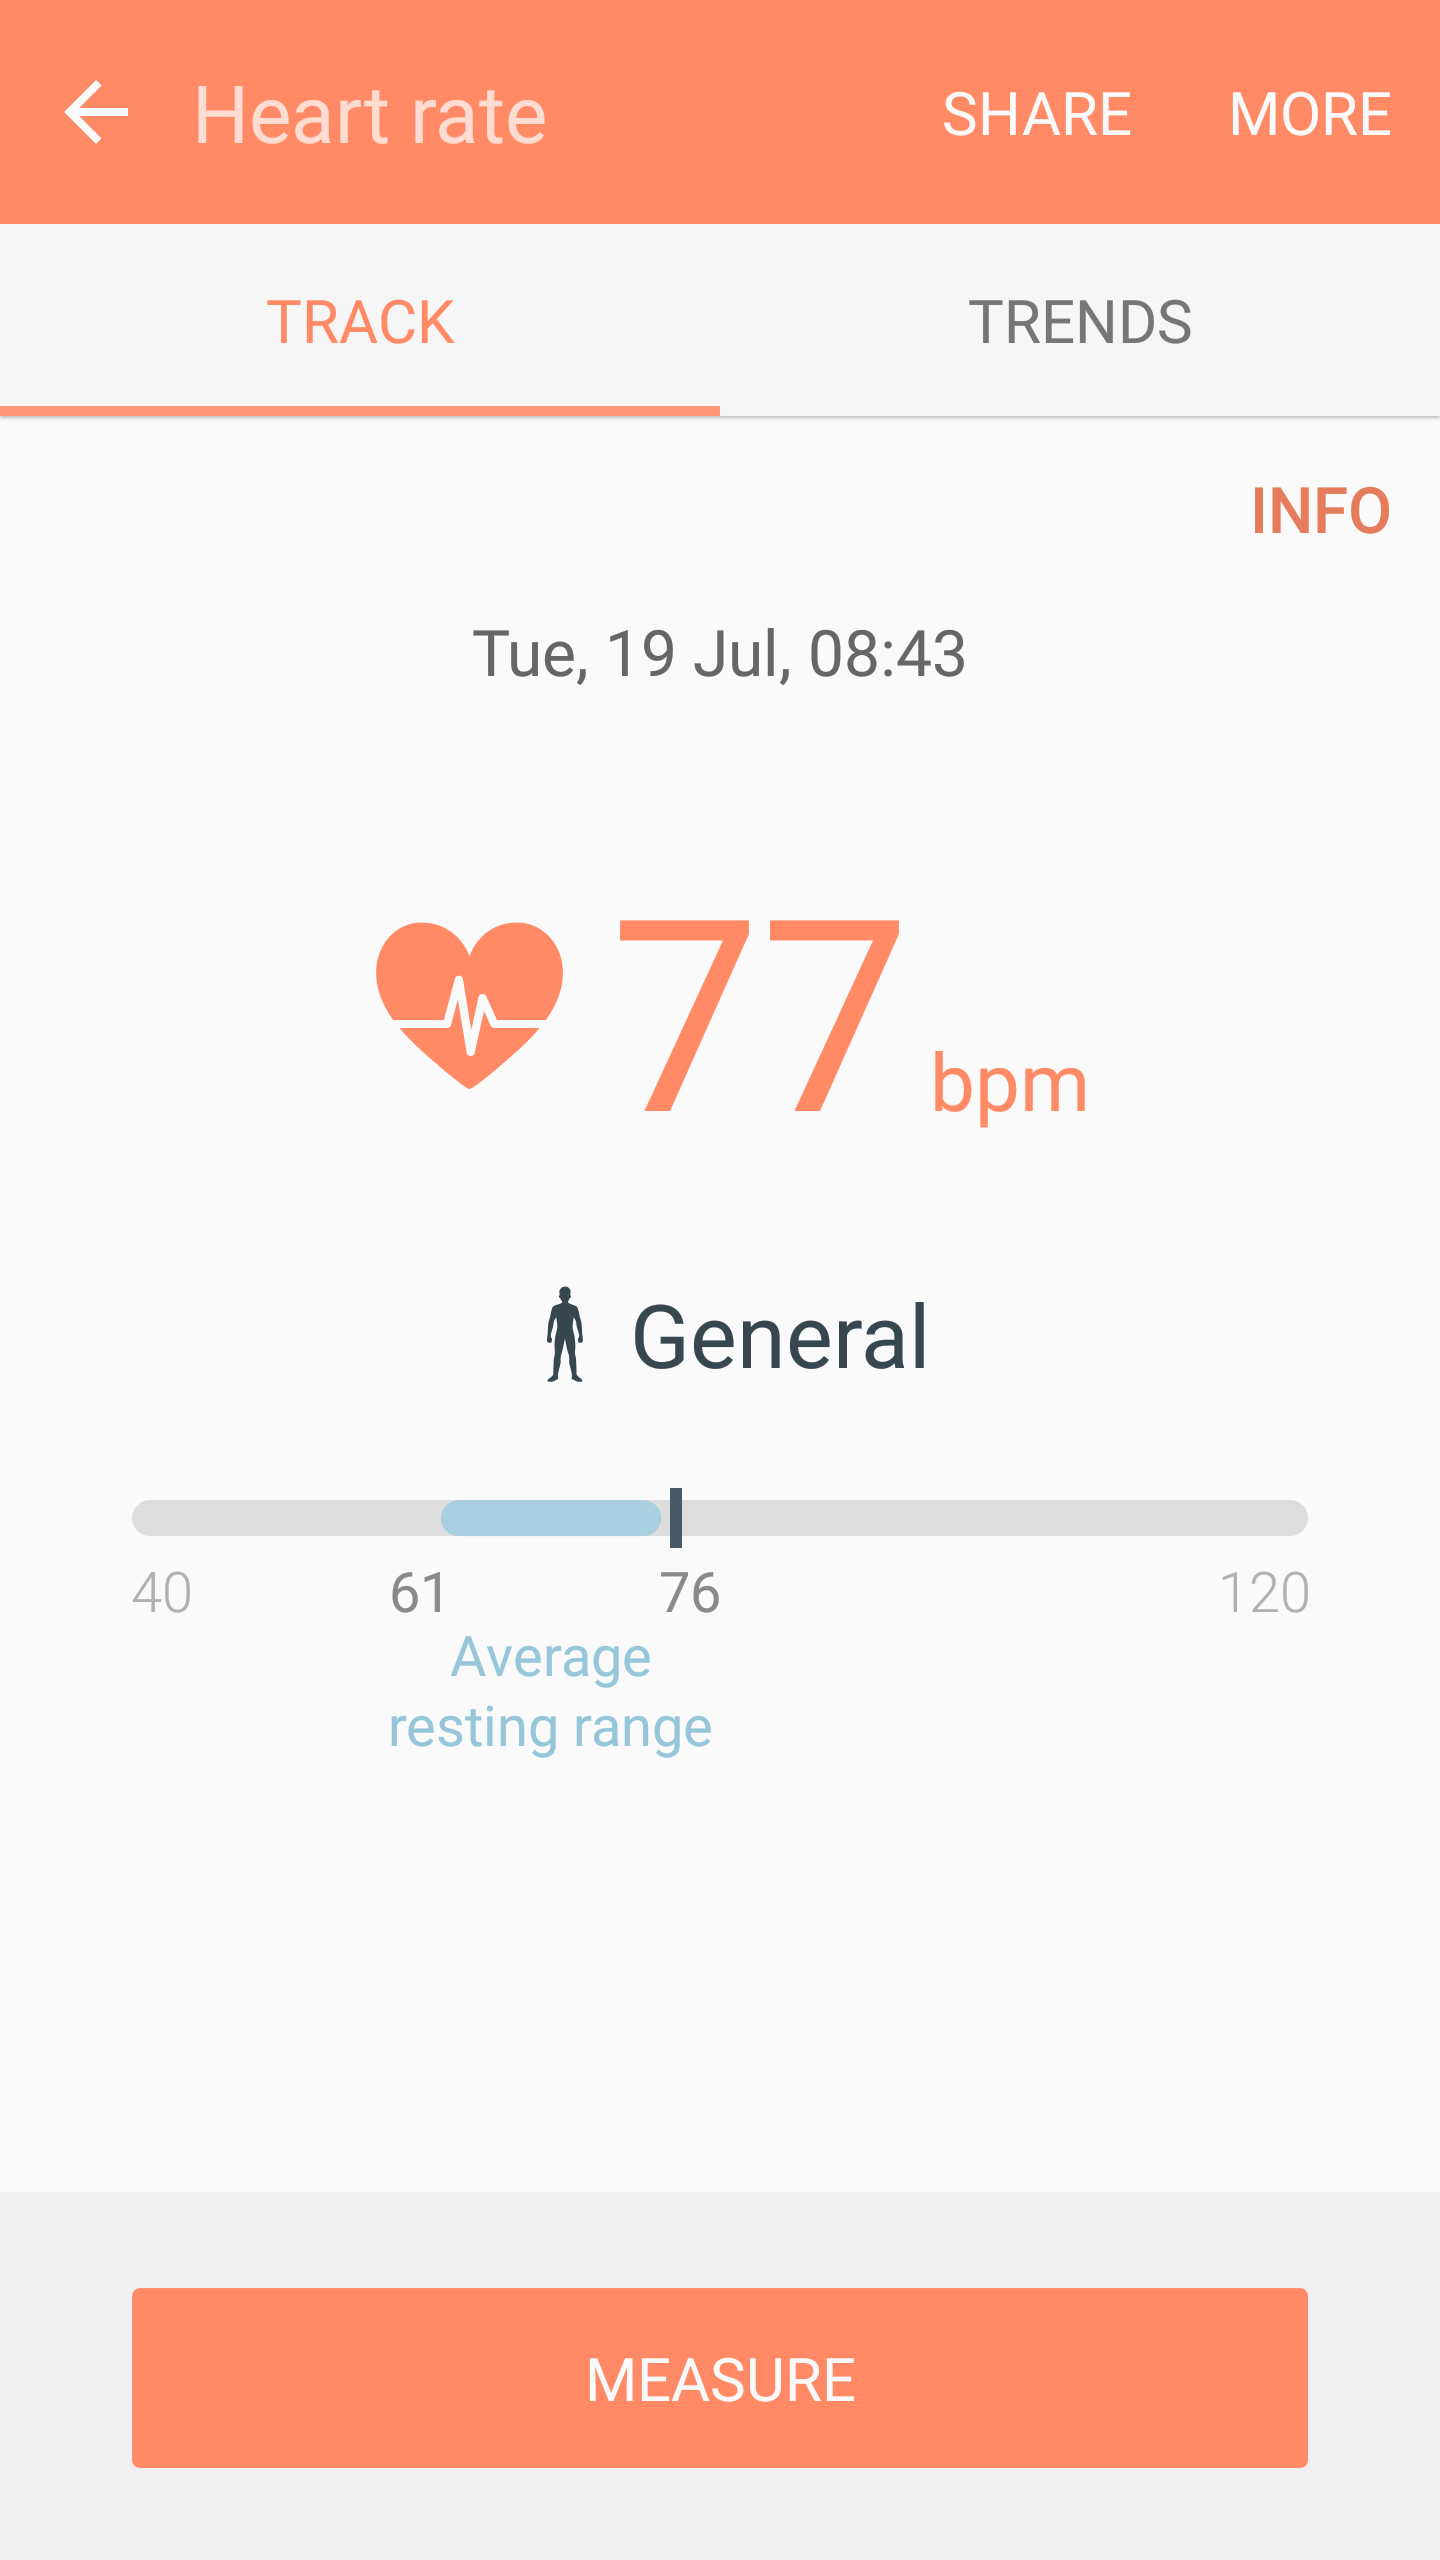 Heart rate SHARE MORE
TRACK TRENDS
INFO
Tue, 19 Jul, 08:43
77 bpm
General
40 61 76 120
Average
resting range
MEASURE